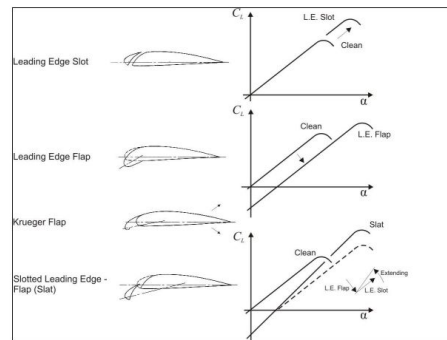 Leading Edge Slot
C_L
L.E. Slot
Clean
α
Leading Edge Flap
C_L
Clean
L.E. Flap
α
Krueger Flap
Slotted Leading Edge -
Flap (Slat)
C_L
Slat
Clean
Extending
L.E. Flap
L.E. Slot
α